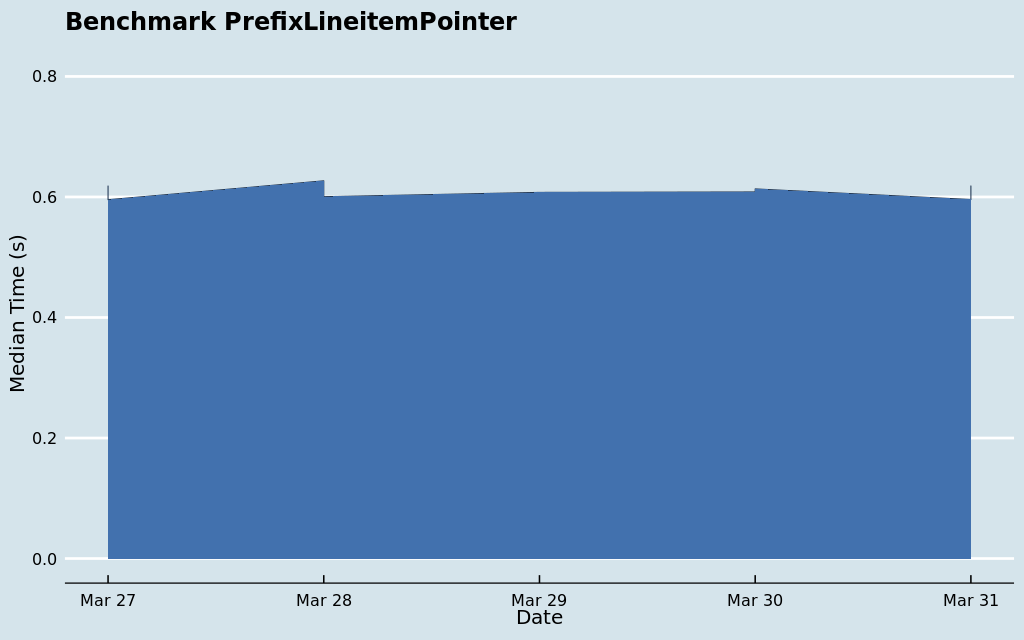 Benchmark PrefixLineitemPointer
0.8
0.6
0.4
0.2
0.0
Median Time (s)
Mar 27 Mar 28 Mar 29 Mar 30 Mar 31
Date